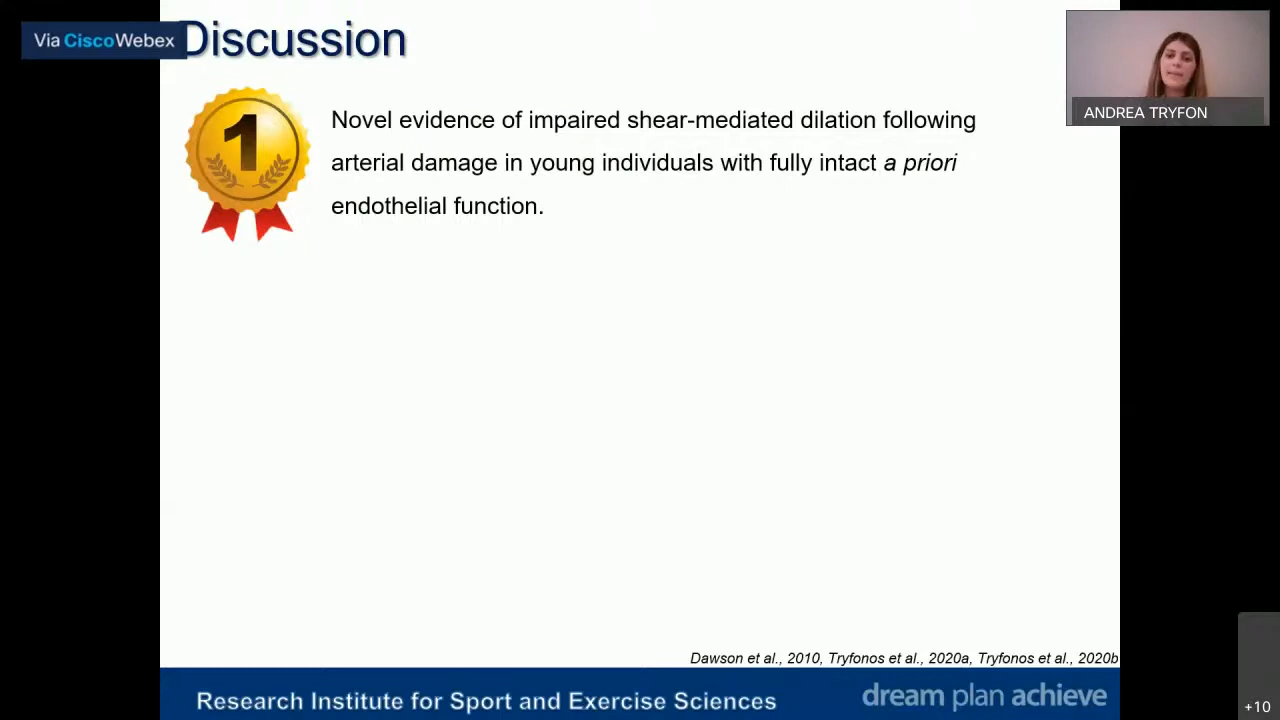 Via CiscoWebex
Discussion
ANDREA TRYFON
1
Novel evidence of impaired shear-mediated dilation following
arterial damage in young individuals with fully intact a priori
endothelial function.
Dawson et al., 2010, Tryfonos et al., 2020a, Tryfonos et al., 2020b
Research Institute for Sport and Exercise Sciences
dream plan achieve
+10